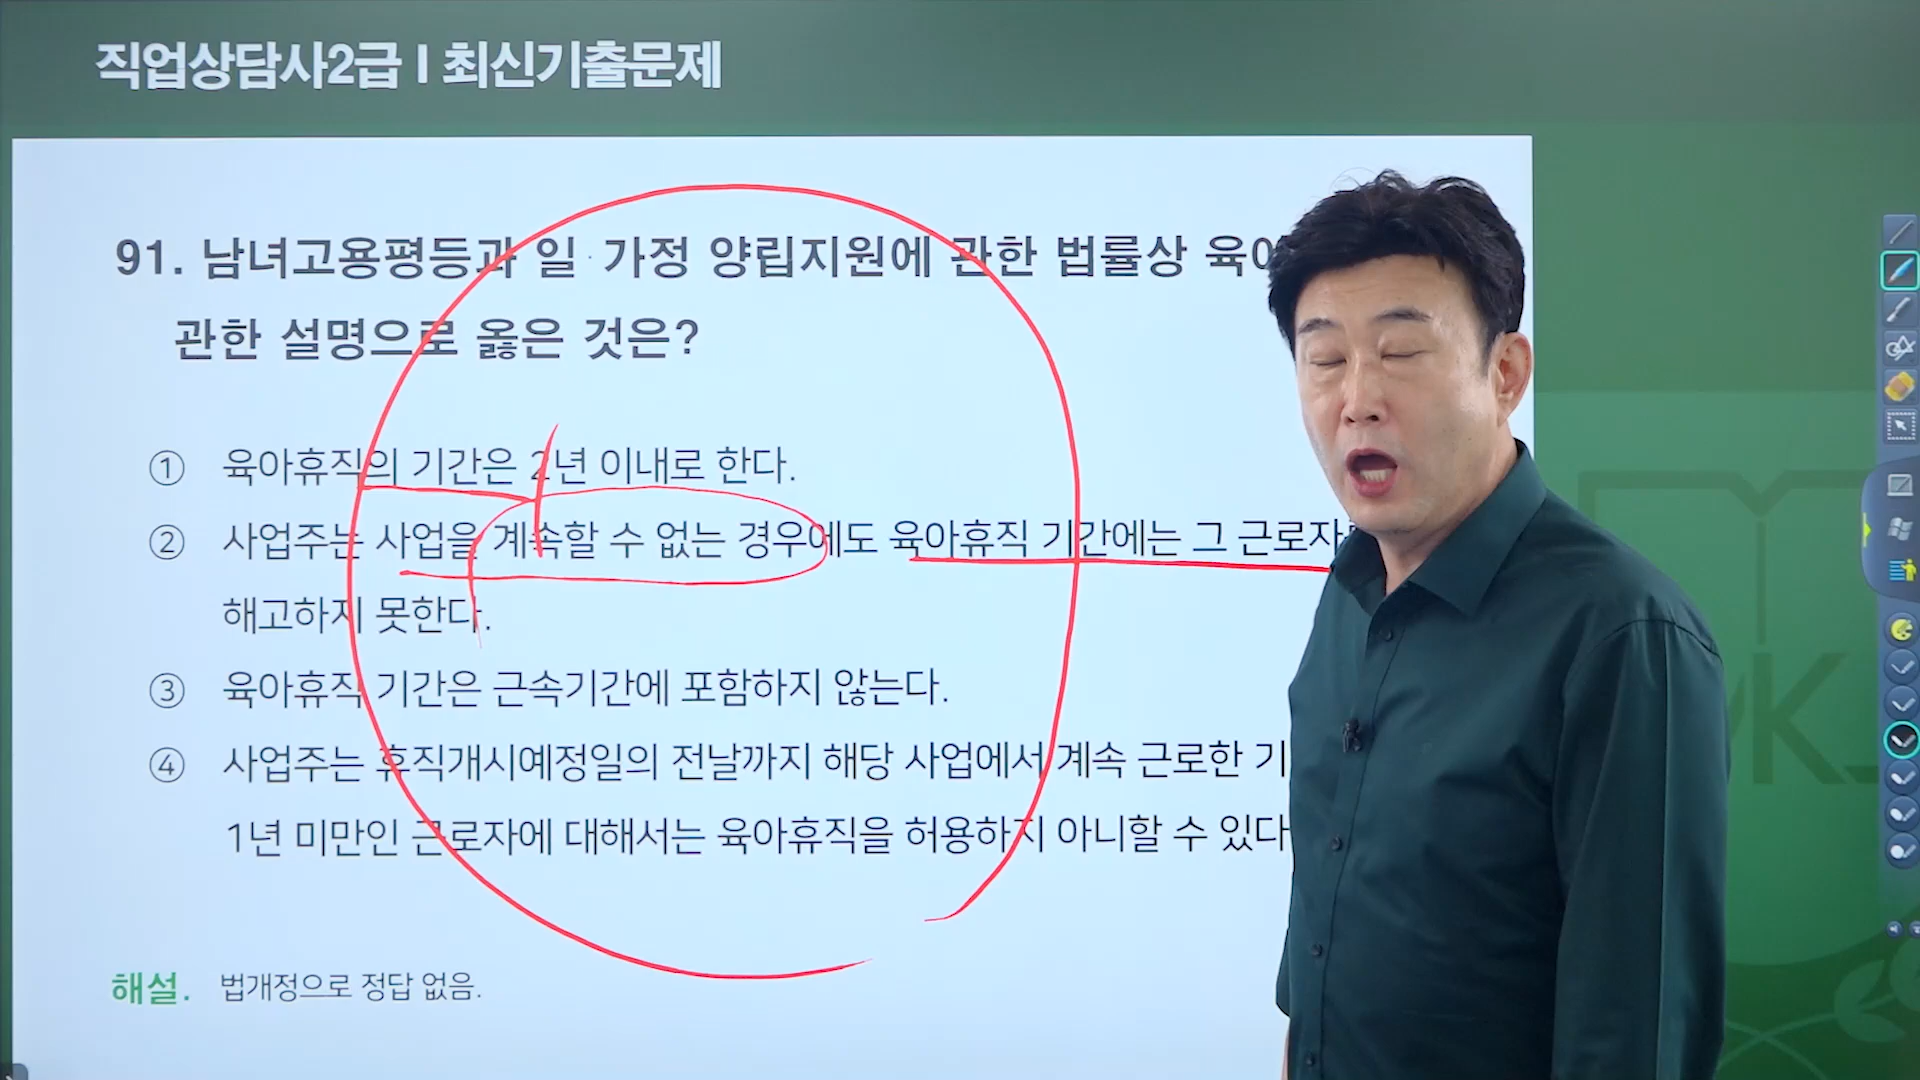 직업상담사2급 | 최신기출문제
91. 남녀고용평등과 일·가정 양립지원에 관한 법률상 육아
관한 설명으로 옳은 것은?
① 육아휴직의 기간은 2년 이내로 한다.
② 사업주는 사업을 계속할 수 없는 경우에도 육아휴직 기간에는 그 근로자
해고하지 못한다.
③ 육아휴직 기간은 근속기간에 포함하지 않는다.
④ 사업주는 휴직개시예정일의 전날까지 해당 사업에서 계속 근로한 기
1년 미만인 근로자에 대해서는 육아휴직을 허용하지 아니할 수 있다
해설. 법개정으로 정답 없음.